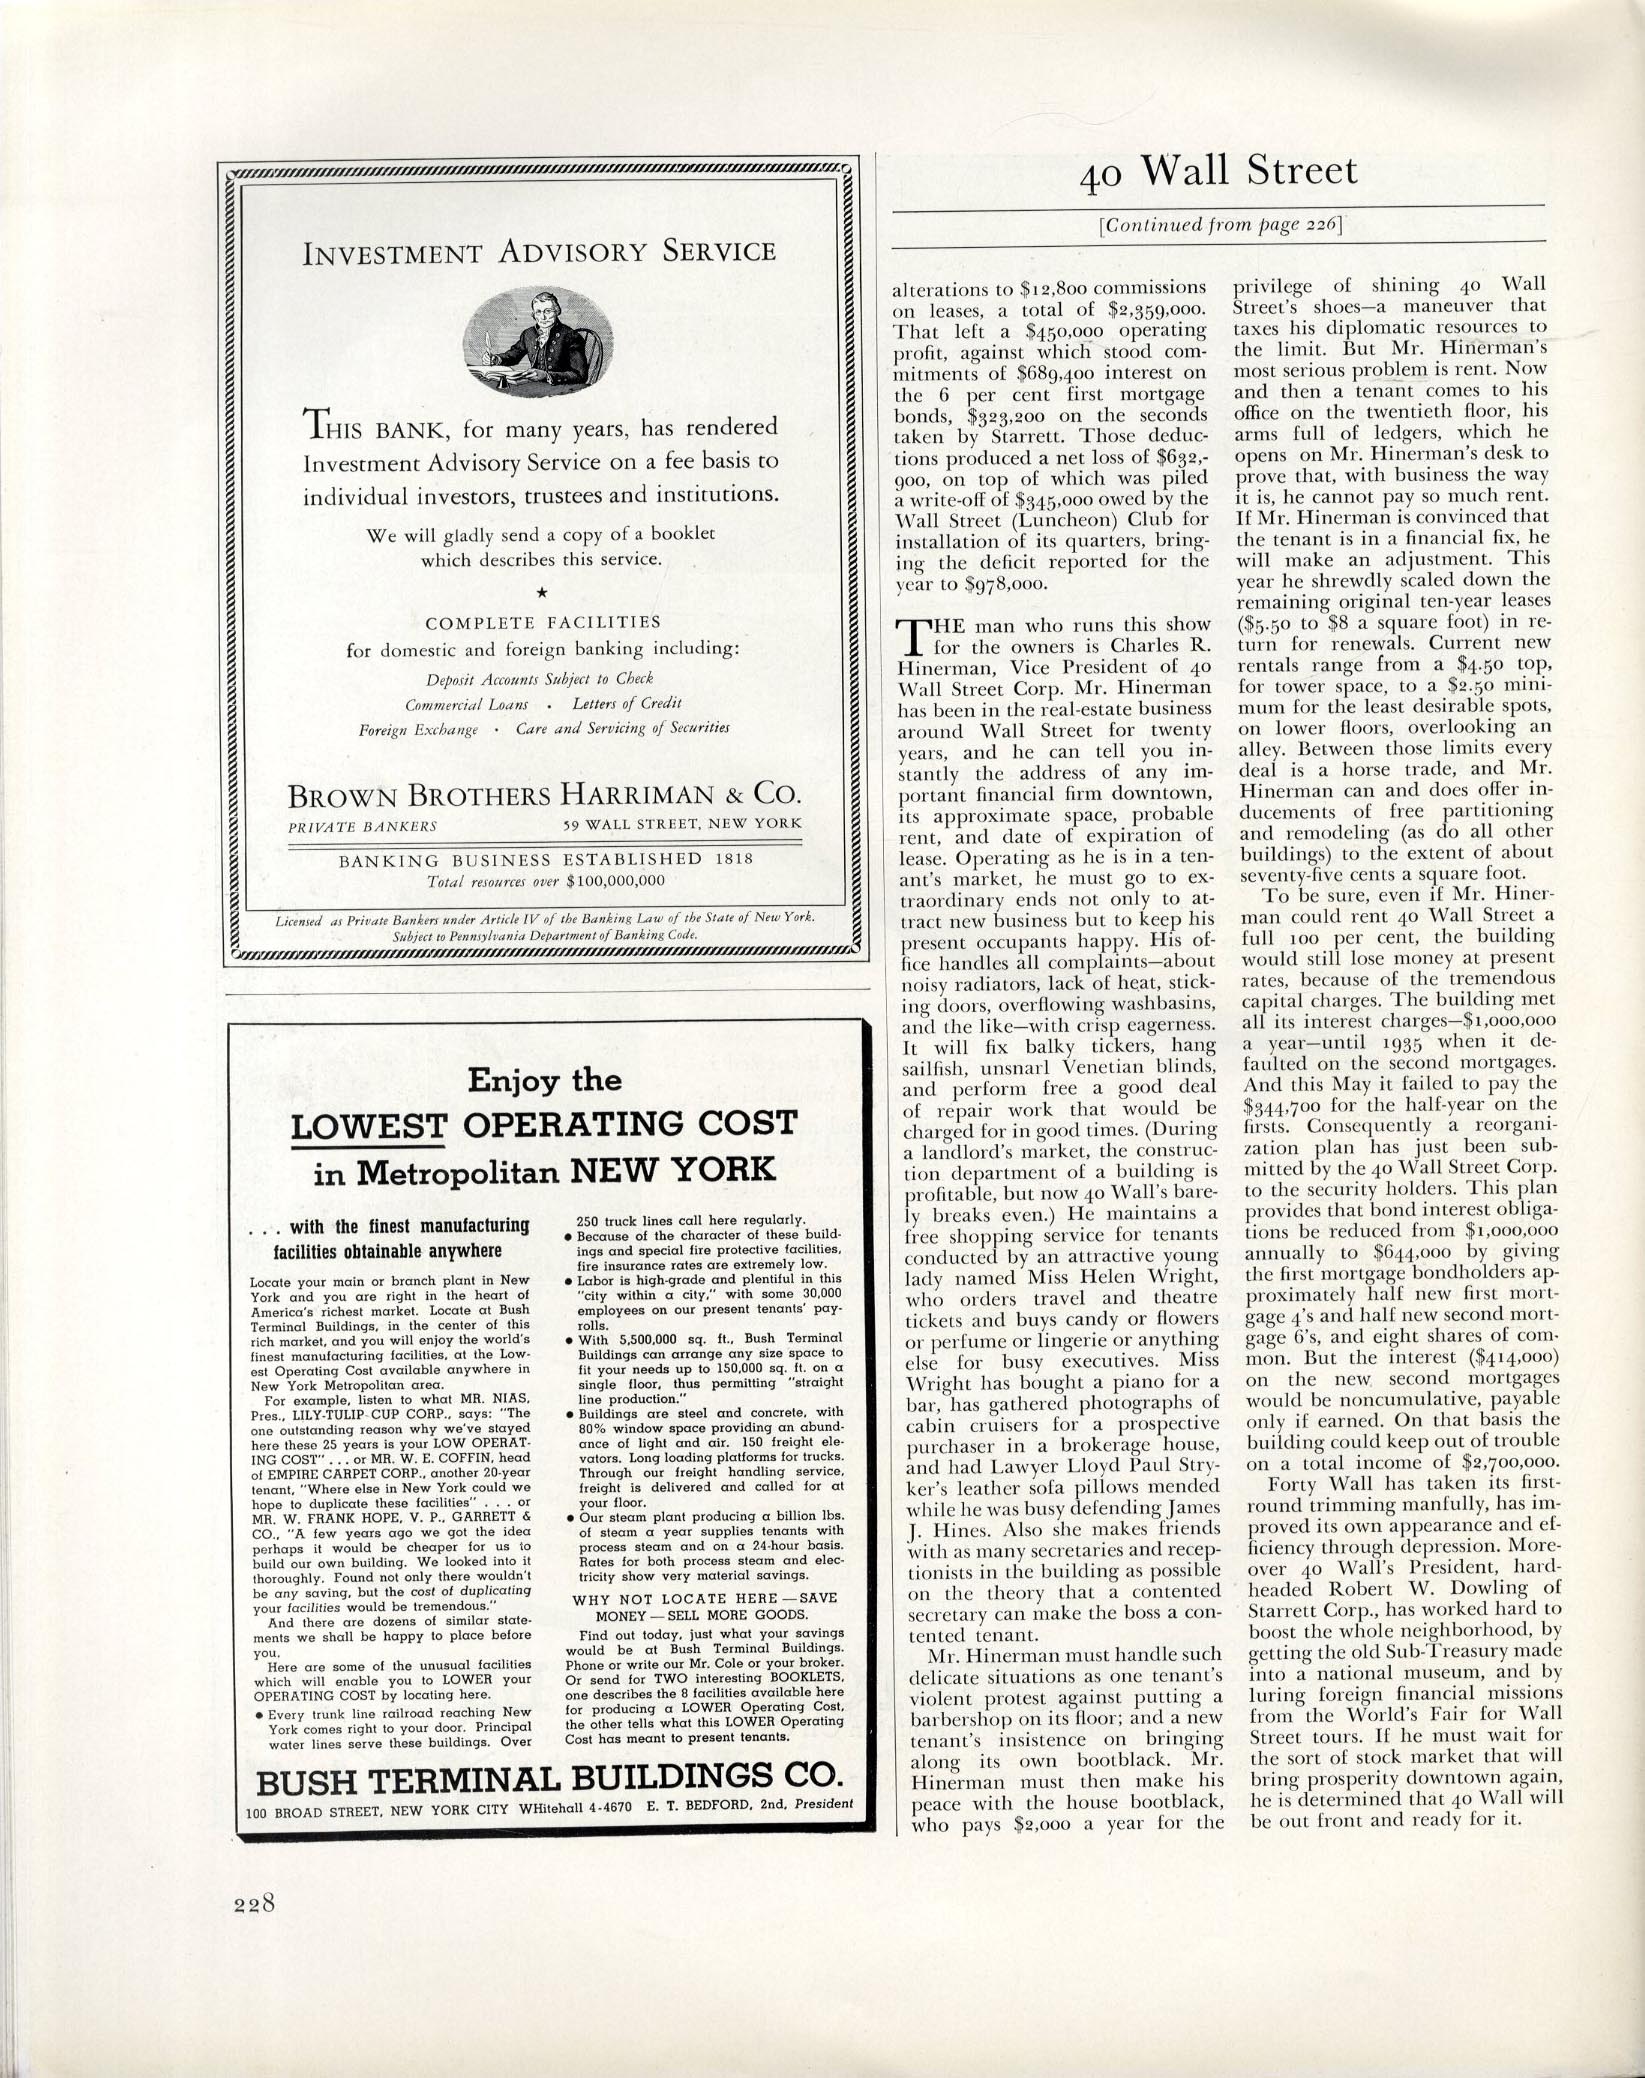 INVESTMENT ADVISORY SERVICE
THIS BANK, for many years, has rendered
Investment Advisory Service on a fee basis to
individual investors, trustees and institutions.
We will gladly send a copy of a booklet
which describes this service.
★
COMPLETE FACILITIES
for domestic and foreign banking including:
Deposit Accounts Subject to Check
Commercial Loans • Letters of Credit
Foreign Exchange • Care and Servicing of Securities
BROWN BROTHERS HARRIMAN & CO.
PRIVATE BANKERS 59 WALL STREET, NEW YORK
BANKING BUSINESS ESTABLISHED 1818
Total resources over $100,000,000
Licensed as Private Bankers under Article IV of the Banking Law of the State of New York.
Subject to Pennsylvania Department of Banking Code.
Enjoy the
LOWEST OPERATING COST
in Metropolitan NEW YORK
. . . with the finest manufacturing
facilities obtainable anywhere
Locate your main or branch plant in New
York and you are right in the heart of
America's richest market. Locate at Bush
Terminal Buildings, in the center of this
rich market, and you will enjoy the world's
finest manufacturing facilities, at the Low-
est Operating Cost available anywhere in
New York Metropolitan area.
For example, listen to what MR. NIAS,
Pres., LILY-TULIP CUP CORP., says: "The
one outstanding reason why we've stayed
here these 25 years is your LOW OPERAT-
ING COST" . . . or MR. W. E. COFFIN, head
of EMPIRE CARPET CORP., another 20-year
tenant, "Where else in New York could we
hope to duplicate these facilities" . . . or
MR. W. FRANK HOPE, V. P., GARRETT &
CO., "A few years ago we got the idea
perhaps it would be cheaper for us to
build our own building. We looked into it
thoroughly. Found not only there wouldn't
be any saving, but the cost of duplicating
your facilities would be tremendous."
And there are dozens of similar state-
ments we shall be happy to place before
you.
Here are some of the unusual facilities
which will enable you to LOWER your
OPERATING COST by locating here.
● Every trunk line railroad reaching New
York comes right to your door. Principal
water lines serve these buildings. Over
250 truck lines call here regularly.
● Because of the character of these build-
ings and special fire protective facilities,
fire insurance rates are extremely low.
● Labor is high-grade and plentiful in this
"city within a city," with some 30,000
employees on our present tenants' pay-
rolls.
● With 5,500,000 sq. ft., Bush Terminal
Buildings can arrange any size space to
fit your needs up to 150,000 sq. ft. on a
single floor, thus permitting "straight
line production."
● Buildings are steel and concrete, with
80% window space providing an abund-
ance of light and air. 150 freight ele-
vators. Long loading platforms for trucks.
Through our freight handling service,
freight is delivered and called for at
your floor.
● Our steam plant producing a billion lbs.
of steam a year supplies tenants with
process steam and on a 24-hour basis.
Rates for both process steam and elec-
tricity show very material savings.
WHY NOT LOCATE HERE — SAVE
MONEY — SELL MORE GOODS.
Find out today, just what your savings
would be at Bush Terminal Buildings.
Phone or write our Mr. Cole or your broker.
Or send for TWO interesting BOOKLETS,
one describes the 8 facilities available here
for producing a LOWER Operating Cost,
the other tells what this LOWER Operating
Cost has meant to present tenants.
BUSH TERMINAL BUILDINGS CO.
100 BROAD STREET, NEW YORK CITY WHitehall 4-4670 E. T. BEDFORD, 2nd, President
228
40 Wall Street
[Continued from page 226]
alterations to $12,800 commissions
on leases, a total of $2,359,000.
That left a $450,000 operating
profit, against which stood com-
mitments of $689,400 interest on
the 6 per cent first mortgage
bonds, $323,200 on the seconds
taken by Starrett. Those deduc-
tions produced a net loss of $632,-
900, on top of which was piled
a write-off of $345,000 owed by the
Wall Street (Luncheon) Club for
installation of its quarters, bring-
ing the deficit reported for the
year to $978,000.
THE man who runs this show
for the owners is Charles R.
Hinerman, Vice President of 40
Wall Street Corp. Mr. Hinerman
has been in the real-estate business
around Wall Street for twenty
years, and he can tell you in-
stantly the address of any im-
portant financial firm downtown,
its approximate space, probable
rent, and date of expiration of
lease. Operating as he is in a ten-
ant's market, he must go to ex-
traordinary ends not only to at-
tract new business but to keep his
present occupants happy. His of-
fice handles all complaints—about
noisy radiators, lack of heat, stick-
ing doors, overflowing washbasins,
and the like—with crisp eagerness.
It will fix balky tickers, hang
sailfish, unsnarl Venetian blinds,
and perform free a good deal
of repair work that would be
charged for in good times. (During
a landlord's market, the construc-
tion department of a building is
profitable, but now 40 Wall's bare-
ly breaks even.) He maintains a
free shopping service for tenants
conducted by an attractive young
lady named Miss Helen Wright,
who orders travel and theatre
tickets and buys candy or flowers
or perfume or lingerie or anything
else for busy executives. Miss
Wright has bought a piano for a
bar, has gathered photographs of
cabin cruisers for a prospective
purchaser in a brokerage house,
and had Lawyer Lloyd Paul Stry-
ker's leather sofa pillows mended
while he was busy defending James
J. Hines. Also she makes friends
with as many secretaries and recep-
tionists in the building as possible
on the theory that a contented
secretary can make the boss a con-
tented tenant.
Mr. Hinerman must handle such
delicate situations as one tenant's
violent protest against putting a
barbershop on its floor; and a new
tenant's insistence on bringing
along its own bootblack. Mr.
Hinerman must then make his
peace with the house bootblack,
who pays $2,000 a year for the
privilege of shining 40 Wall
Street's shoes—a maneuver that
taxes his diplomatic resources to
the limit. But Mr. Hinerman's
most serious problem is rent. Now
and then a tenant comes to his
office on the twentieth floor, his
arms full of ledgers, which he
opens on Mr. Hinerman's desk to
prove that, with business the way
it is, he cannot pay so much rent.
If Mr. Hinerman is convinced that
the tenant is in a financial fix, he
will make an adjustment. This
year he shrewdly scaled down the
remaining original ten-year leases
($5.50 to $8 a square foot) in re-
turn for renewals. Current new
rentals range from a $4.50 top,
for tower space, to a $2.50 mini-
mum for the least desirable spots,
on lower floors, overlooking an
alley. Between those limits every
deal is a horse trade, and Mr.
Hinerman can and does offer in-
ducements of free partitioning
and remodeling (as do all other
buildings) to the extent of about
seventy-five cents a square foot.
To be sure, even if Mr. Hiner-
man could rent 40 Wall Street a
full 100 per cent, the building
would still lose money at present
rates, because of the tremendous
capital charges. The building met
all its interest charges—$1,000,000
a year—until 1935 when it de-
faulted on the second mortgages.
And this May it failed to pay the
$344,700 for the half-year on the
firsts. Consequently a reorgani-
zation plan has just been sub-
mitted by the 40 Wall Street Corp.
to the security holders. This plan
provides that bond interest obliga-
tions be reduced from $1,000,000
annually to $644,000 by giving
the first mortgage bondholders ap-
proximately half new first mort-
gage 4's and half new second mort-
gage 6's, and eight shares of com-
mon. But the interest ($414,000)
on the new second mortgages
would be noncumulative, payable
only if earned. On that basis the
building could keep out of trouble
on a total income of $2,700,000.
Forty Wall has taken its first-
round trimming manfully, has im-
proved its own appearance and ef-
ficiency through depression. More-
over 40 Wall's President, hard-
headed Robert W. Dowling of
Starrett Corp., has worked hard to
boost the whole neighborhood, by
getting the old Sub-Treasury made
into a national museum, and by
luring foreign financial missions
from the World's Fair for Wall
Street tours. If he must wait for
the sort of stock market that will
bring prosperity downtown again,
he is determined that 40 Wall will
be out front and ready for it.